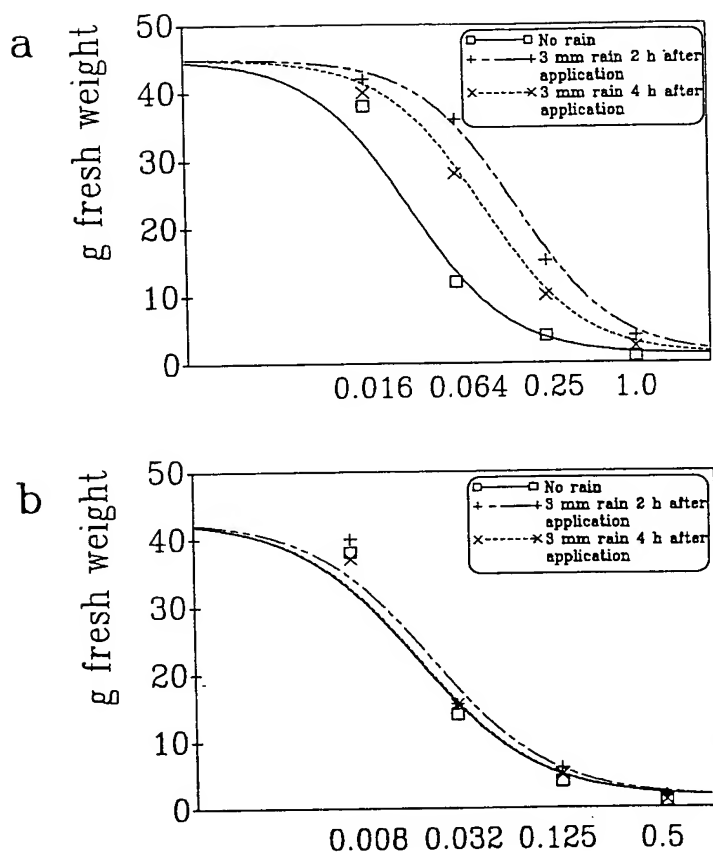 a
g fresh weight
50
40
30
20
10
0
No rain
3 mm rain 2 h after
application
3 mm rain 4 h after
application
0.016 0.064 0.25 1.0
b
g fresh weight
50
40
30
20
10
0
No rain
3 mm rain 2 h after
application
3 mm rain 4 h after
application
0.008 0.032 0.125 0.5